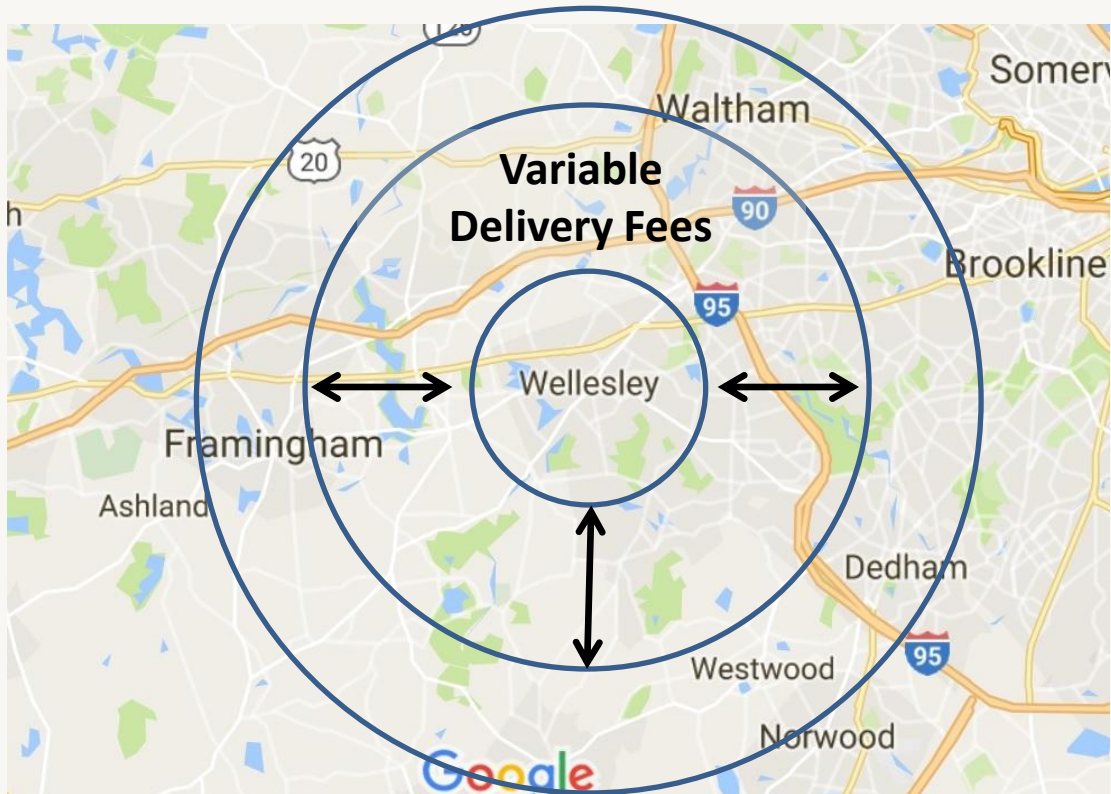 Somerv
Waltham
20
Variable
Delivery Fees
90
h
Brookline
95
Wellesley
Framingham
Ashland
Dedham
95
Westwood
Norwood
Google